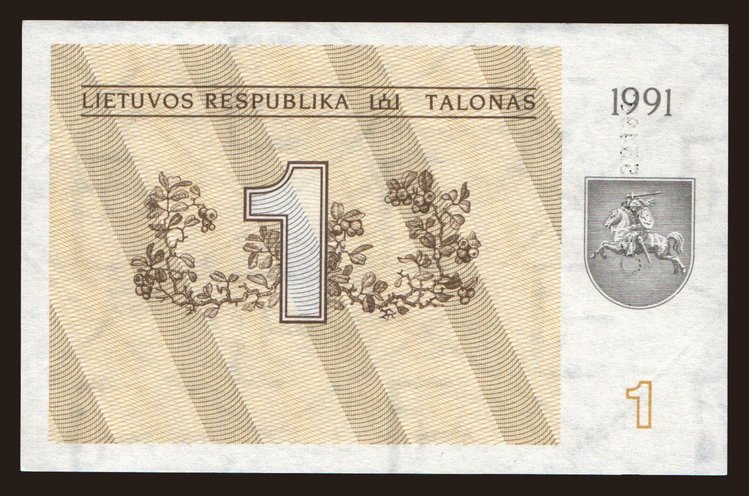 LIETUVOS RESPUBLIKA TALONAS
1991
1
1